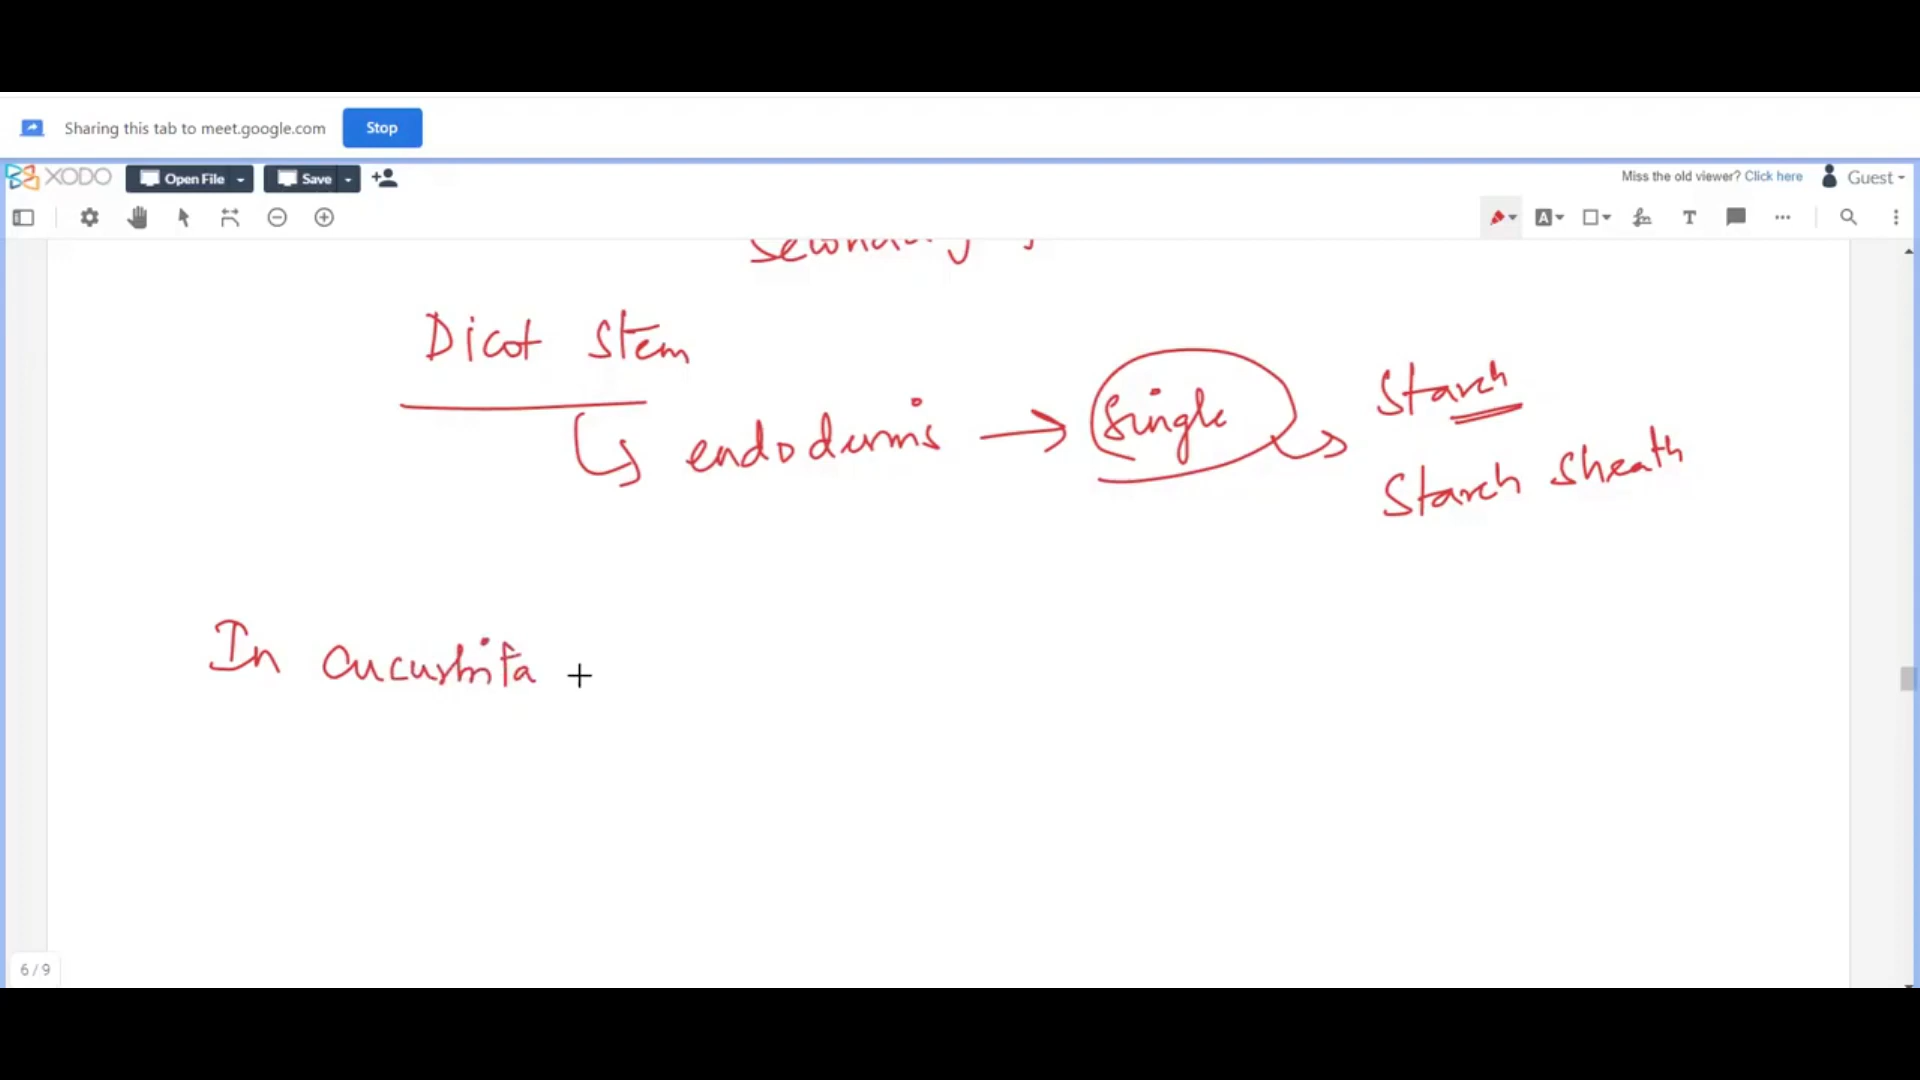 Sharing this tab to meet.google.com Stop
XODO Open File Save Miss the old viewer? Click here Guest
A T
Dicot Stem
endodermis → Single
Starch
Starch Sheath
In cucurbita
6 / 9